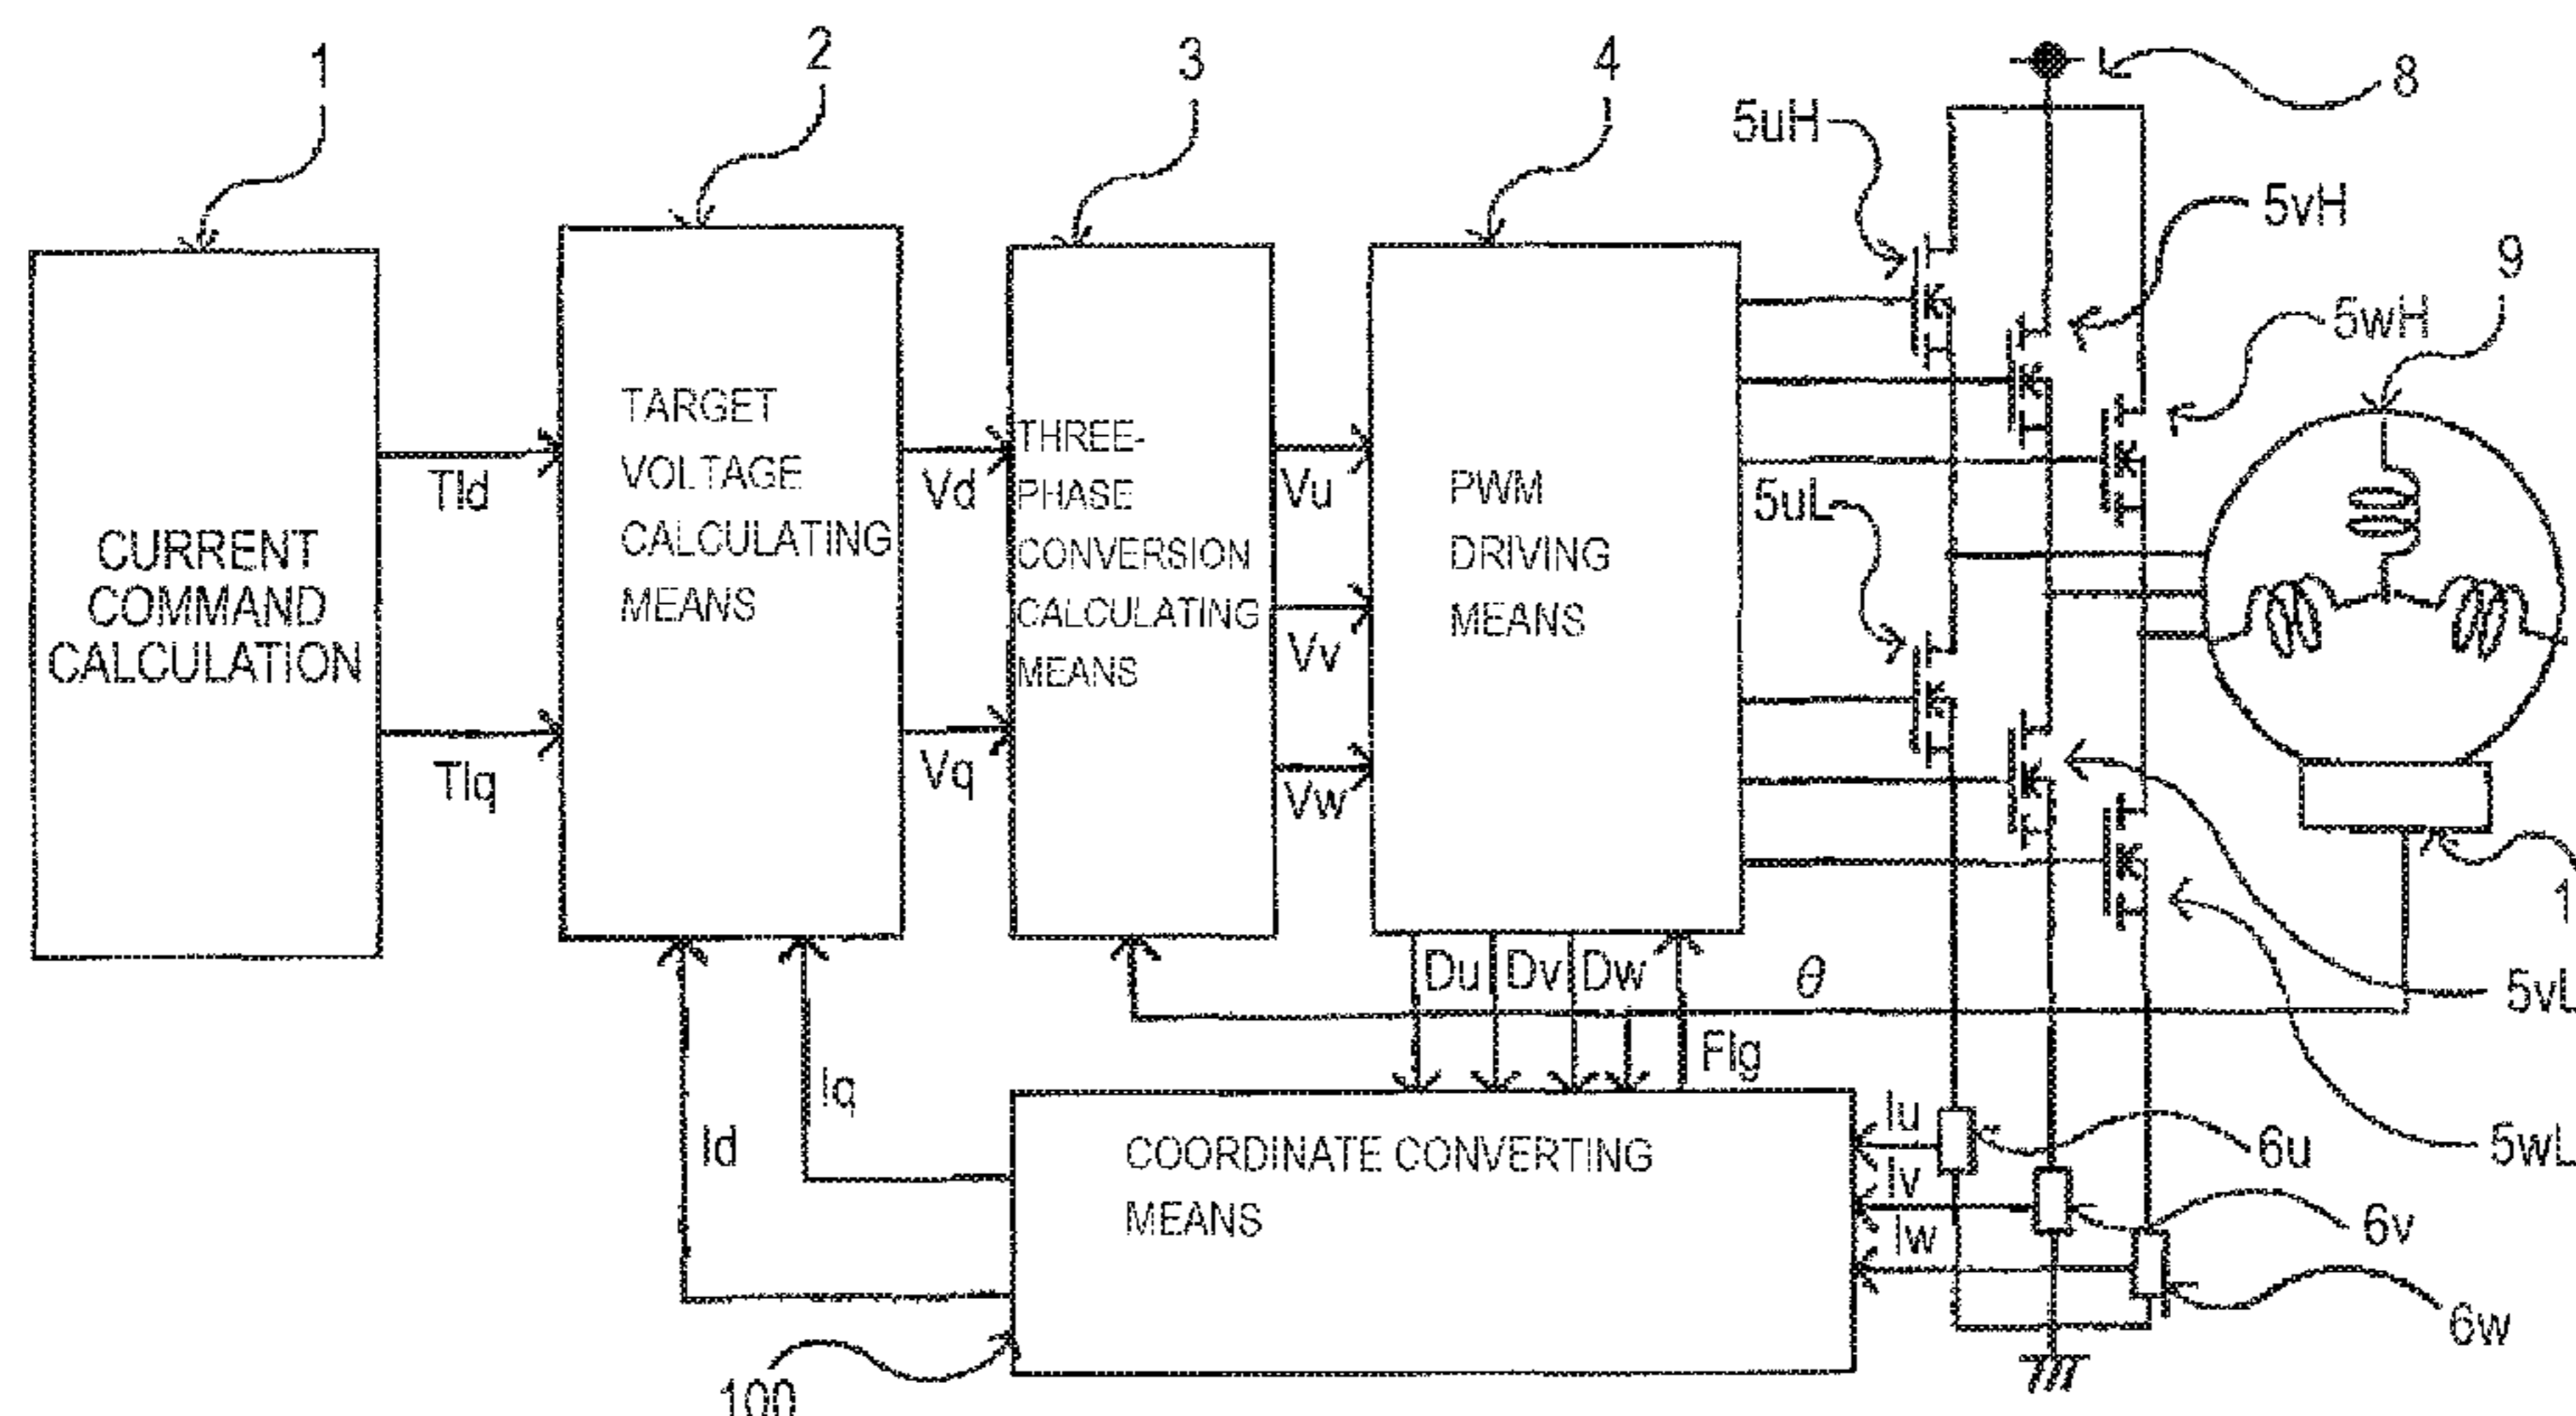 1
2
3
4
8
5uH
5vH
9
5wH
CURRENT
COMMAND
CALCULATION
TId
TIq
TARGET
VOLTAGE
CALCULATING
MEANS
Vd
Vq
THREE-
PHASE
CONVERSION
CALCULATING
MEANS
Vu
Vv
Vw
PWM
DRIVING
MEANS
5uL
1
Du
Dv
Dw
θ
5vL
Flg
Iq
Id
COORDINATE CONVERTING
MEANS
Iu
Iv
Iw
6u
5wL
6v
6w
100